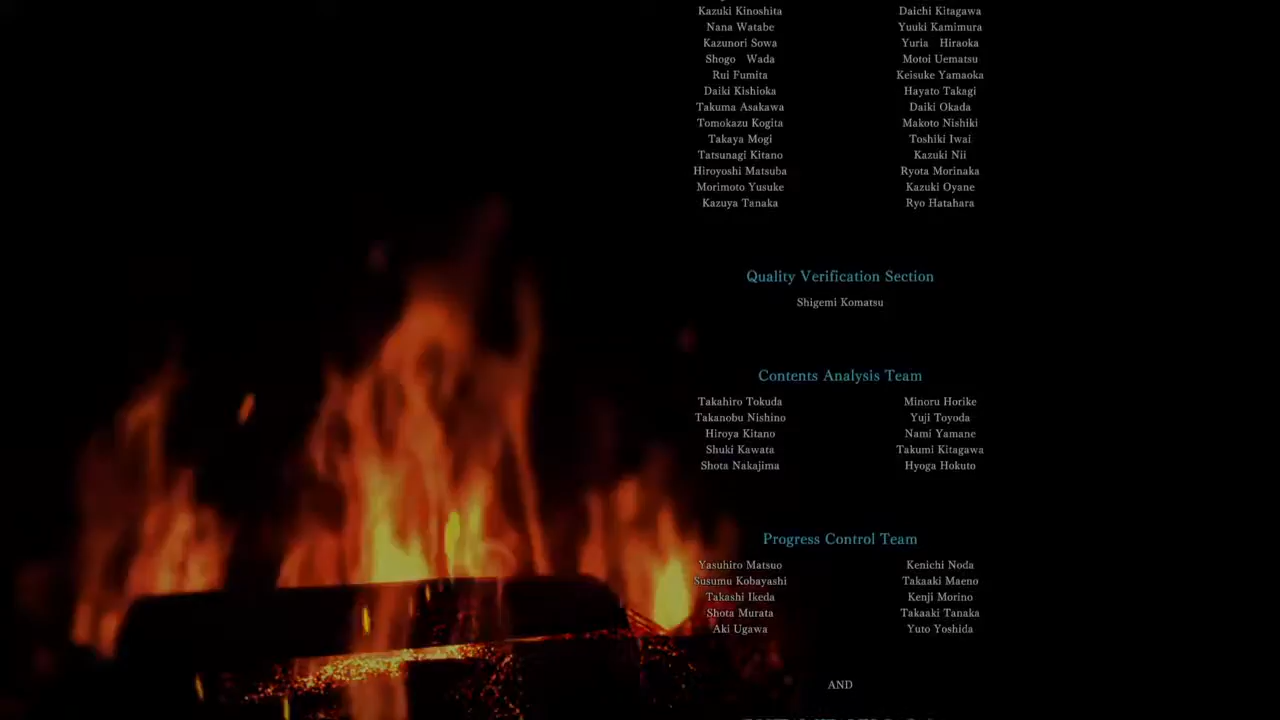 Kazuki Kinoshita Daichi Kitagawa
Nana Watabe Yuuki Kamimura
Kazunori Sowa Yuria Hiraoka
Shogo Wada Motoi Uematsu
Rui Fumita Keisuke Yamaoka
Daiki Kishioka Hayato Takagi
Takuma Asakawa Daiki Okada
Tomokazu Kogita Makoto Nishiki
Takaya Mogi Toshiki Iwai
Tatsunagi Kitano Kazuki Nii
Hiroyoshi Matsuba Ryota Morinaka
Morimoto Yusuke Kazuki Oyane
Kazuya Tanaka Ryo Hatahara
Quality Verification Section
Shigemi Komatsu
Contents Analysis Team
Takahiro Tokuda Minoru Horike
Takanobu Nishino Yuji Toyoda
Hiroya Kitano Nami Yamane
Shuki Kawata Takumi Kitagawa
Shota Nakajima Hyoga Hokuto
Progress Control Team
Yasuhiro Matsuo Kenichi Noda
Susumu Kobayashi Takaaki Maeno
Takashi Ikeda Kenji Morino
Shota Murata Takaaki Tanaka
Aki Ugawa Yuto Yoshida
AND